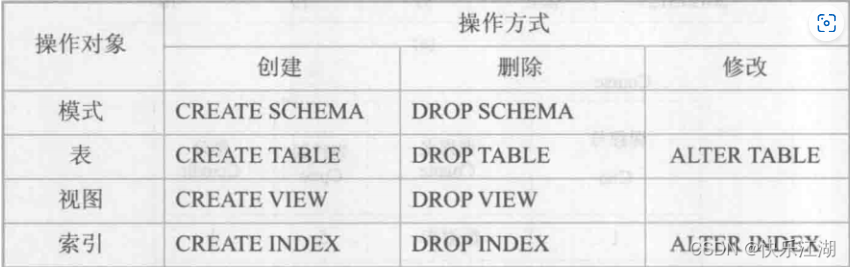 操作对象
操作方式
创建 删除 修改
模式 CREATE SCHEMA DROP SCHEMA
表 CREATE TABLE DROP TABLE ALTER TABLE
视图 CREATE VIEW DROP VIEW
索引 CREATE INDEX DROP INDEX ALTER INDEX
CSDN @快乐江湖